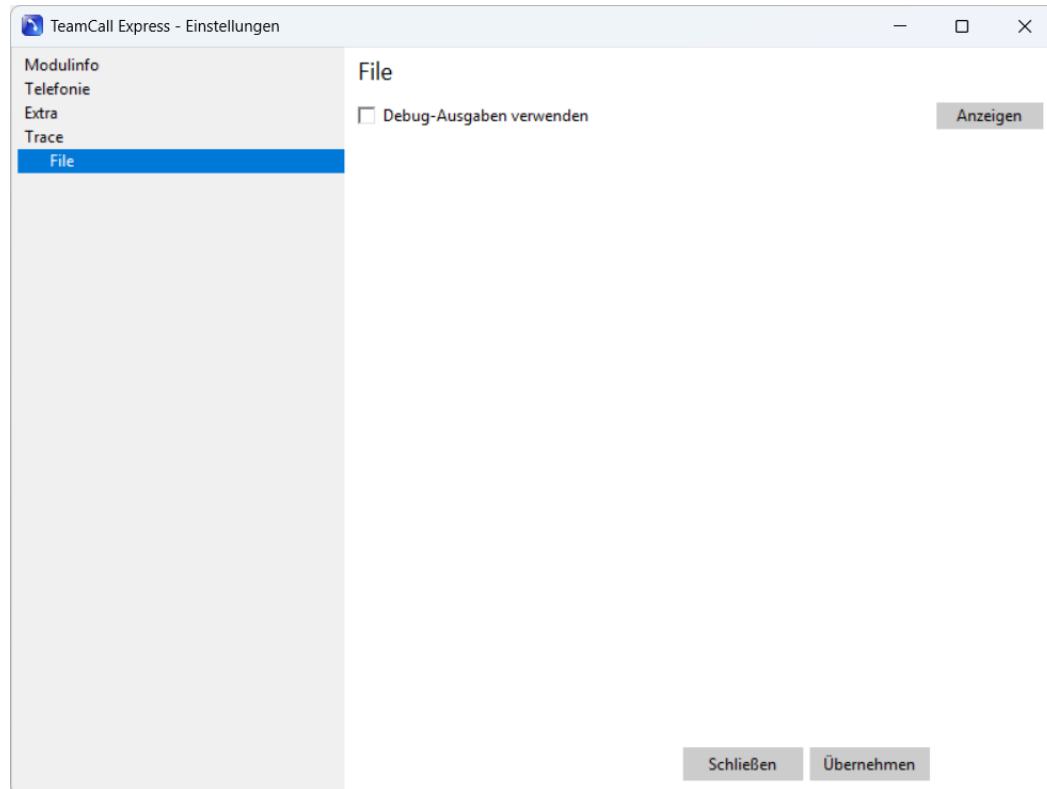 TeamCall Express - Einstellungen
Modulinfo
Telefonie
Extra
Trace
File
File
Debug-Ausgaben verwenden
Anzeigen
Schließen
Übernehmen